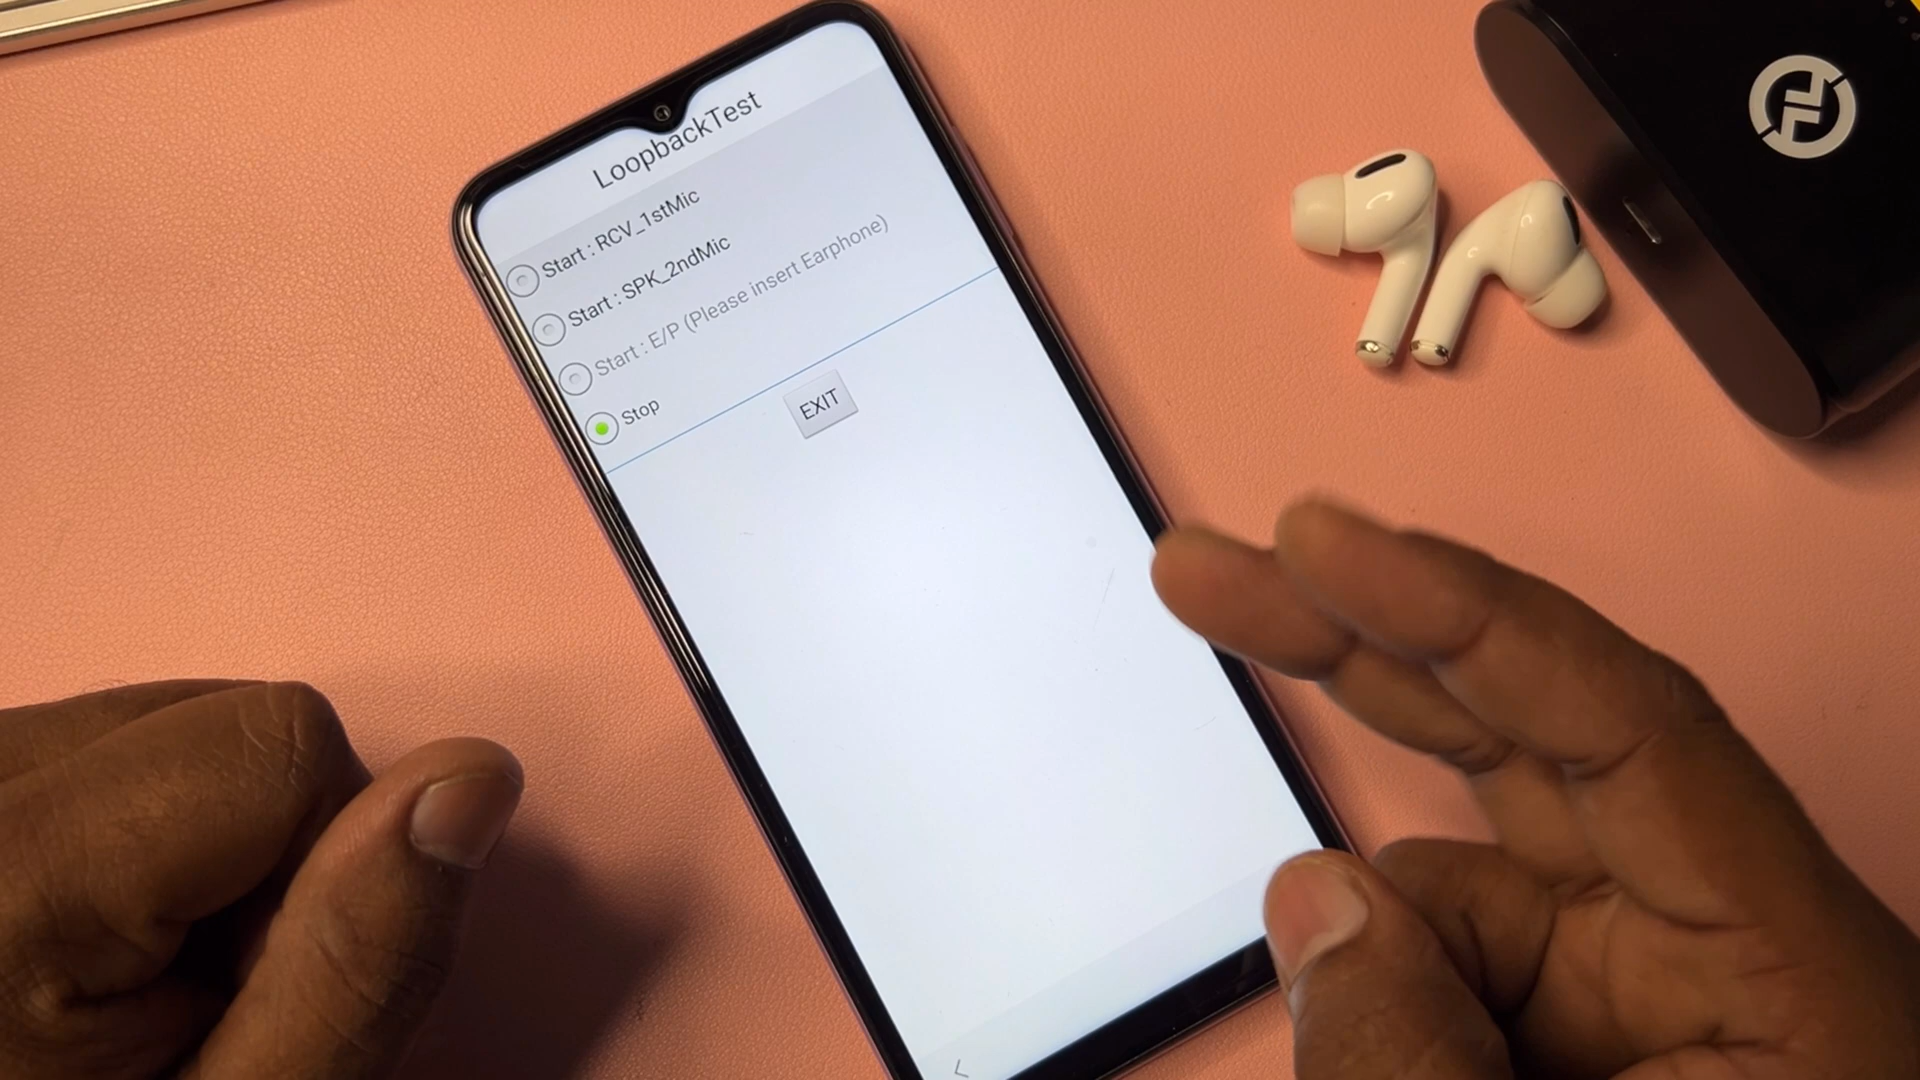 LoopbackTest
Start : RCV_1stMic
Start : SPK_2ndMic
Start : E/P (Please insert Earphone)
Stop
EXIT